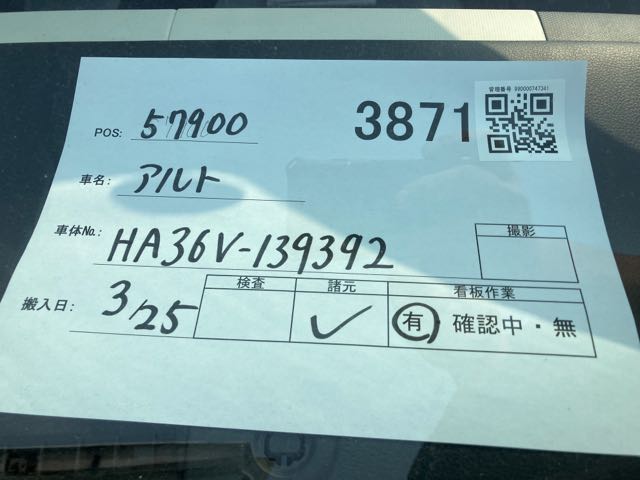 管理番号 980000747341
POS: 57900
3871
車名: アルト
車体No.: HA36V-139392
撮影
搬入日: 3/25
検査 諸元 看板作業
✓ 有・確認中・無